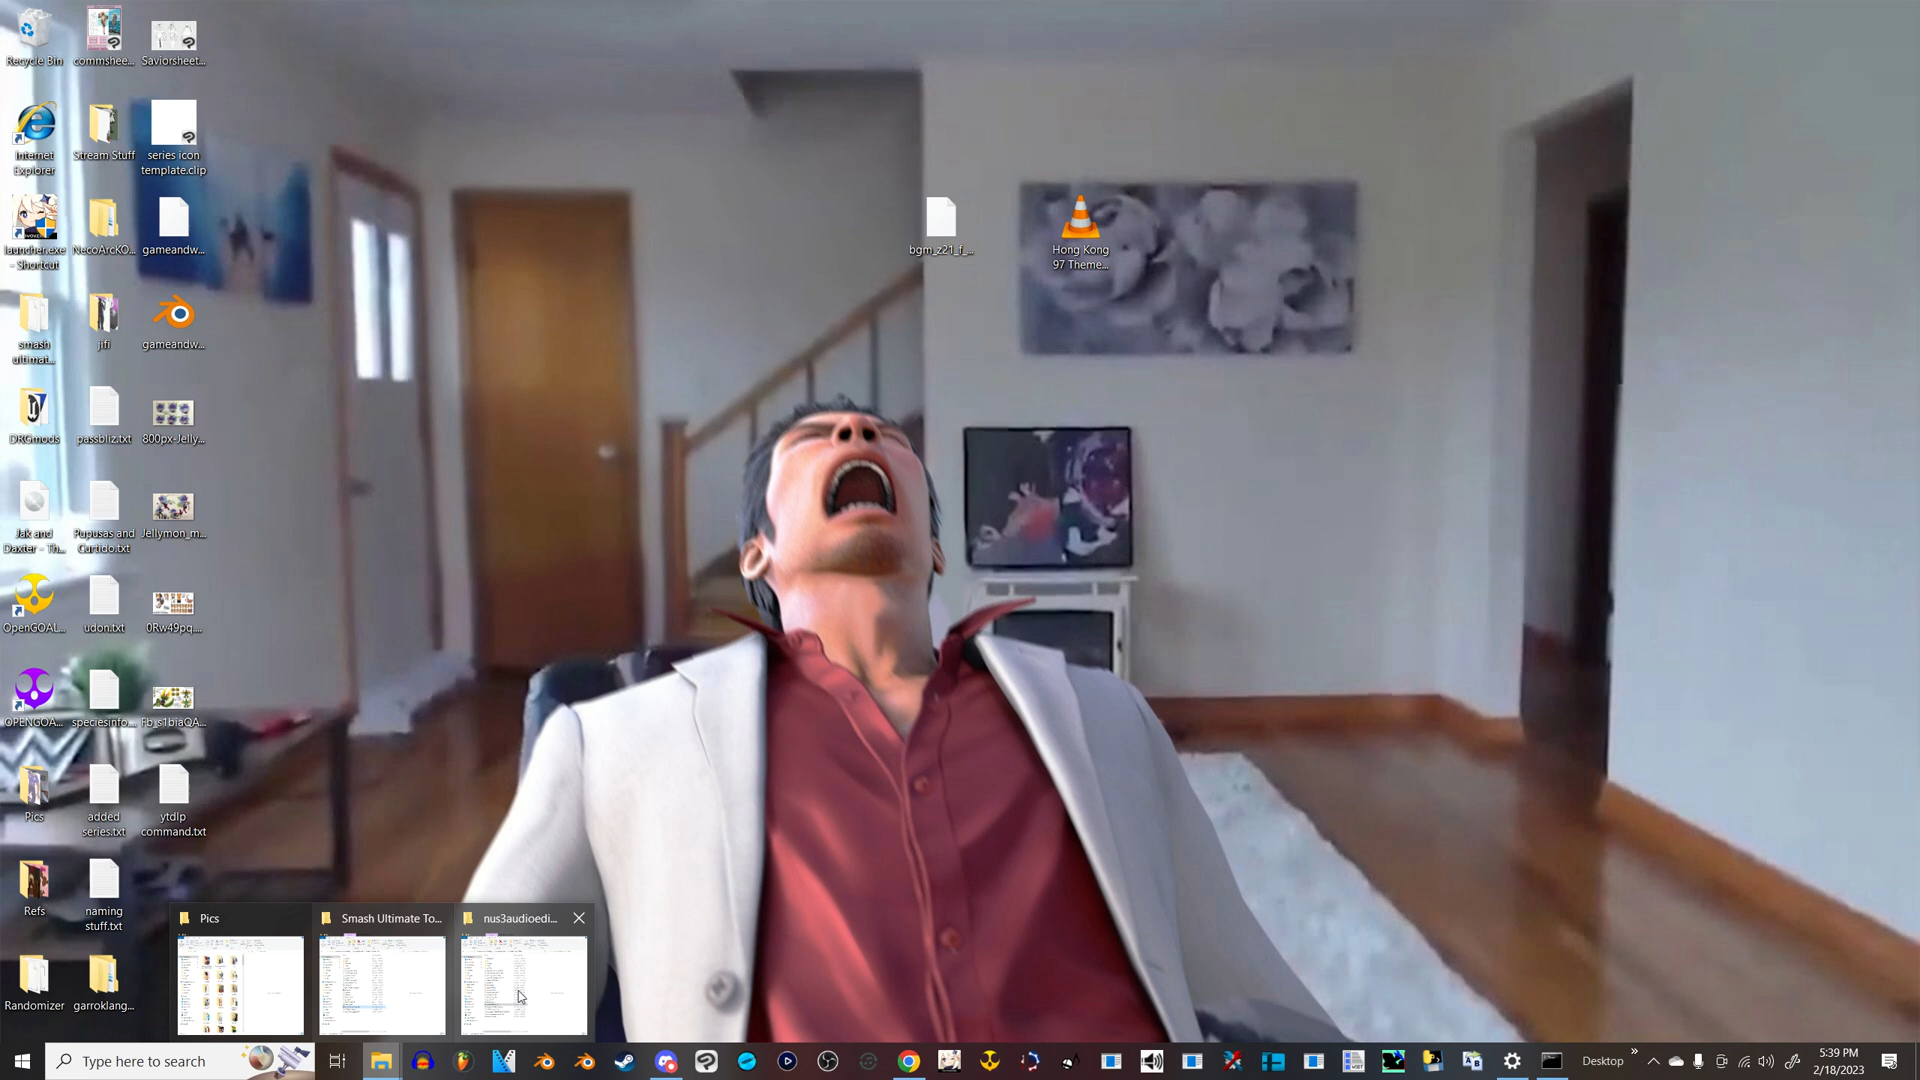 Recycle Bin
commshee...
Saviorsheet...
Internet
Explorer
Stream Stuff
series icon
template.clip
launcher.exe
- Shortcut
NecoArcKO...
gameandw...
bgm_z21_f_...
Hong Kong
97 Theme...
smash
ultimat...
jifi
gameandw...
DRGmods
passbliz.txt
800px-Jelly...
Jak and
Daxter - Th...
Pupusas and
Curtido.txt
Jellymon_m...
OpenGOAL...
udon.txt
0Rw49pq....
OPENGOA...
speciesinfo...
Fb_s1biaQA...
Pics
added
series.txt
ytdlp
command.txt
Refs
naming
stuff.txt
Randomizer
garroklang...
Pics
Smash Ultimate To...
nus3audioedi...
Type here to search
Desktop
5:39 PM
2/18/2023